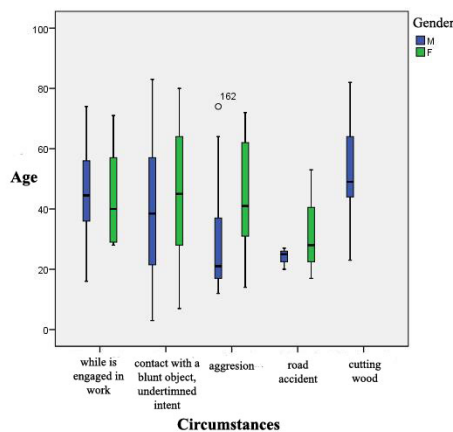 Gender
M
F
100
80
60
40
20
0
Age
162
while is
engaged in
work
contact with a
blunt object,
undertimned
intent
aggresion
road
accident
cutting
wood
Circumstances